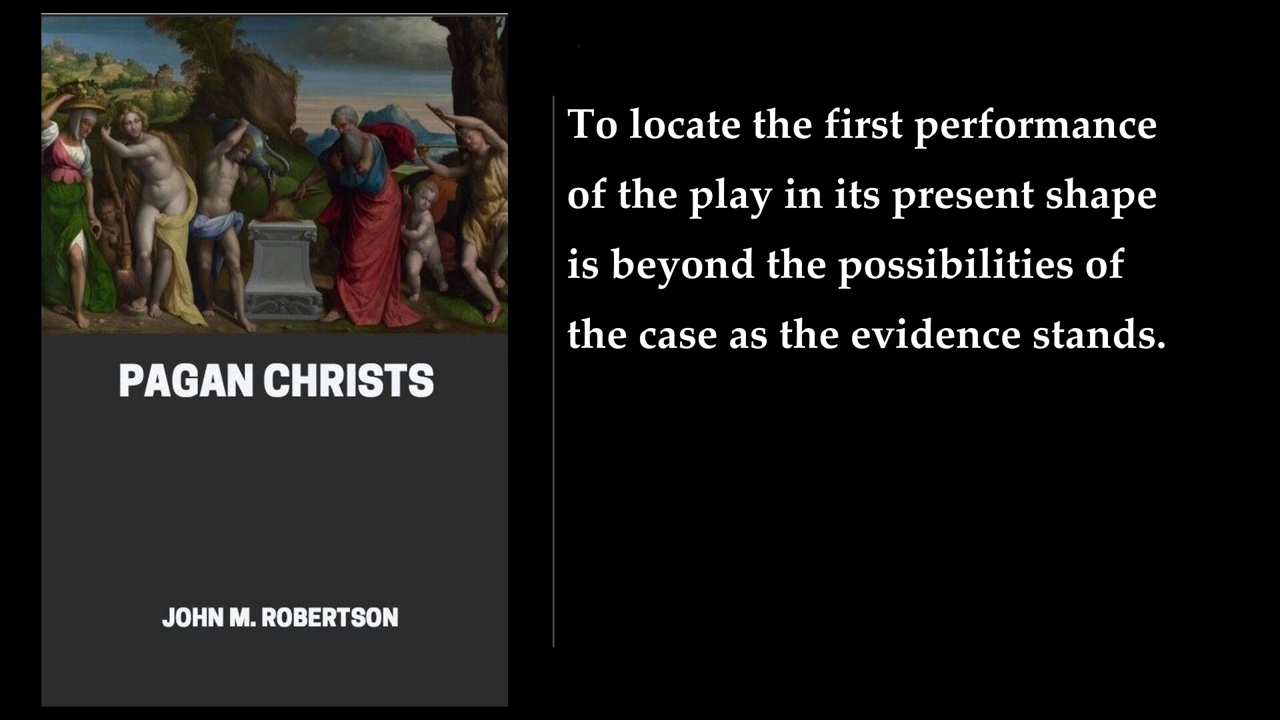 PAGAN CHRISTS
JOHN M. ROBERTSON
To locate the first performance
of the play in its present shape
is beyond the possibilities of
the case as the evidence stands.